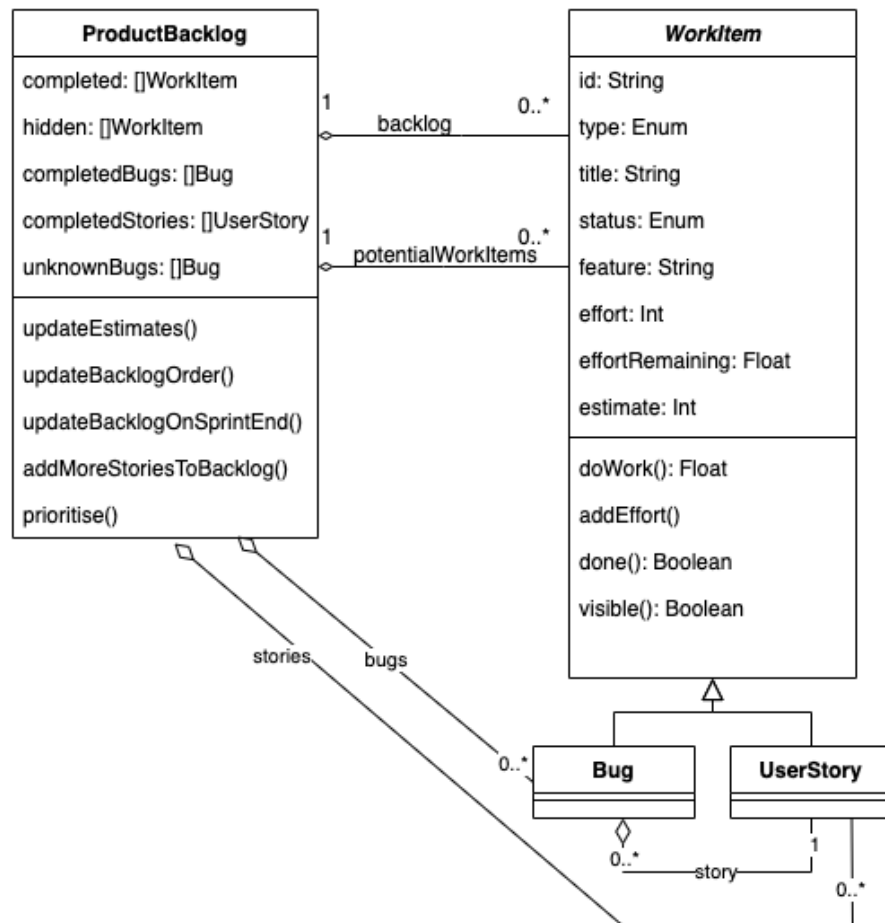 ProductBacklog
completed: []WorkItem
hidden: []WorkItem
completedBugs: []Bug
completedStories: []UserStory
unknownBugs: []Bug
updateEstimates()
updateBacklogOrder()
updateBacklogOnSprintEnd()
addMoreStoriesToBacklog()
prioritise()
1
backlog
0..*
1
potentialWorkItems
0..*
WorkItem
id: String
type: Enum
title: String
status: Enum
feature: String
effort: Int
effortRemaining: Float
estimate: Int
doWork(): Float
addEffort()
done(): Boolean
visible(): Boolean
stories
bugs
0..*
Bug
UserStory
0..*
story
1
0..*